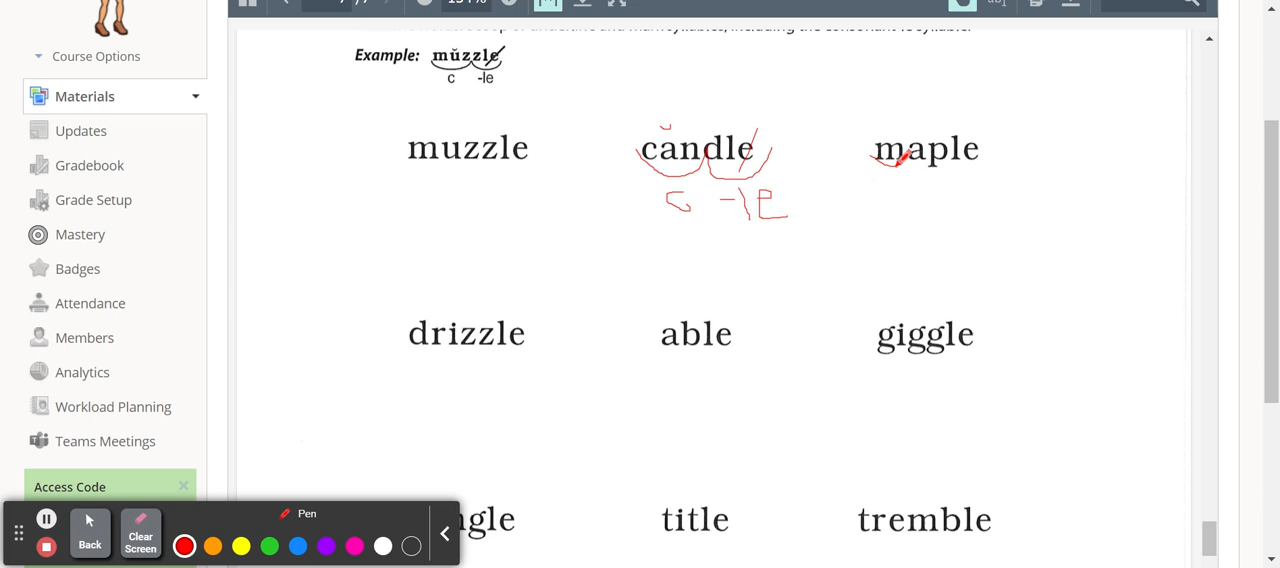 Course Options
Materials
Updates
Gradebook
Grade Setup
Mastery
Badges
Attendance
Members
Analytics
Workload Planning
Teams Meetings
Access Code
Example: mŭzzle
c -le
muzzle căndle maple
c -le
drizzle able giggle
title tremble
Pen
Back
Clear Screen